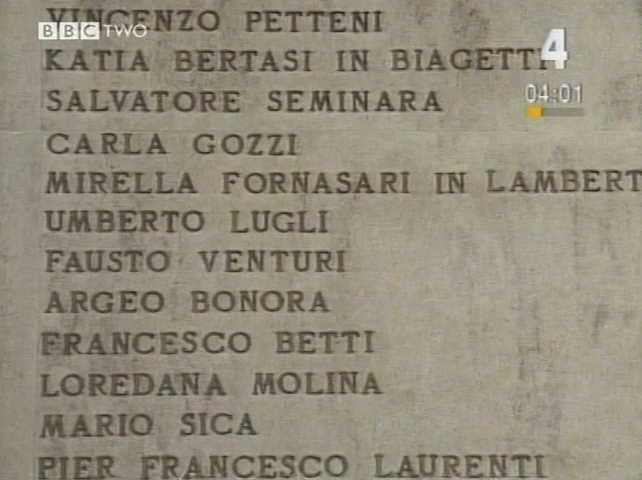 BBC TWO
4
04:01
VINCENZO PETTENI
KATIA BERTASI IN BIAGETTI
SALVATORE SEMINARA
CARLA GOZZI
MIRELLA FORNASARI IN LAMBERT
UMBERTO LUGLI
FAUSTO VENTURI
ARGEO BONORA
FRANCESCO BETTI
LOREDANA MOLINA
MARIO SICA
PIER FRANCESCO LAURENTI